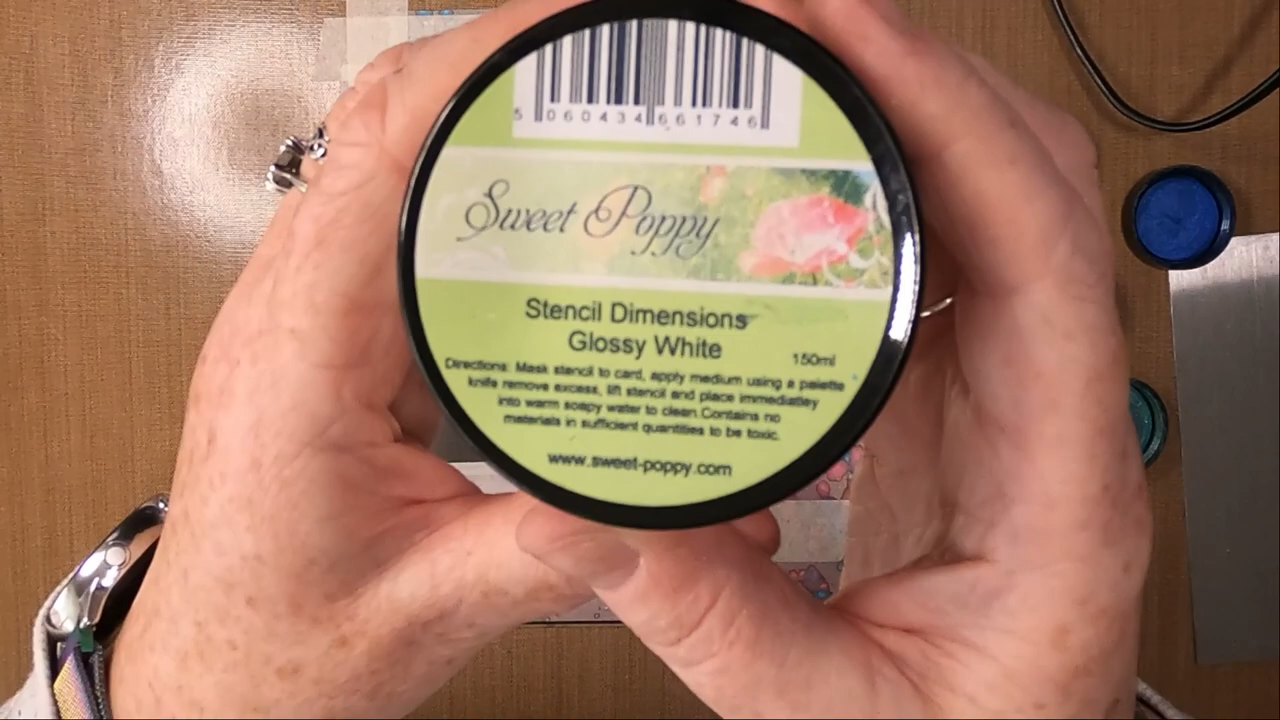 5 060434 661746
Sweet Poppy
Stencil Dimensions
Glossy White
150ml
Directions: Mask stencil to card, apply medium using a palette
knife remove excess, lift stencil and place immediatley
into warm soapy water to clean.Contains no
materials in sufficient quantities to be toxic.
www.sweet-poppy.com